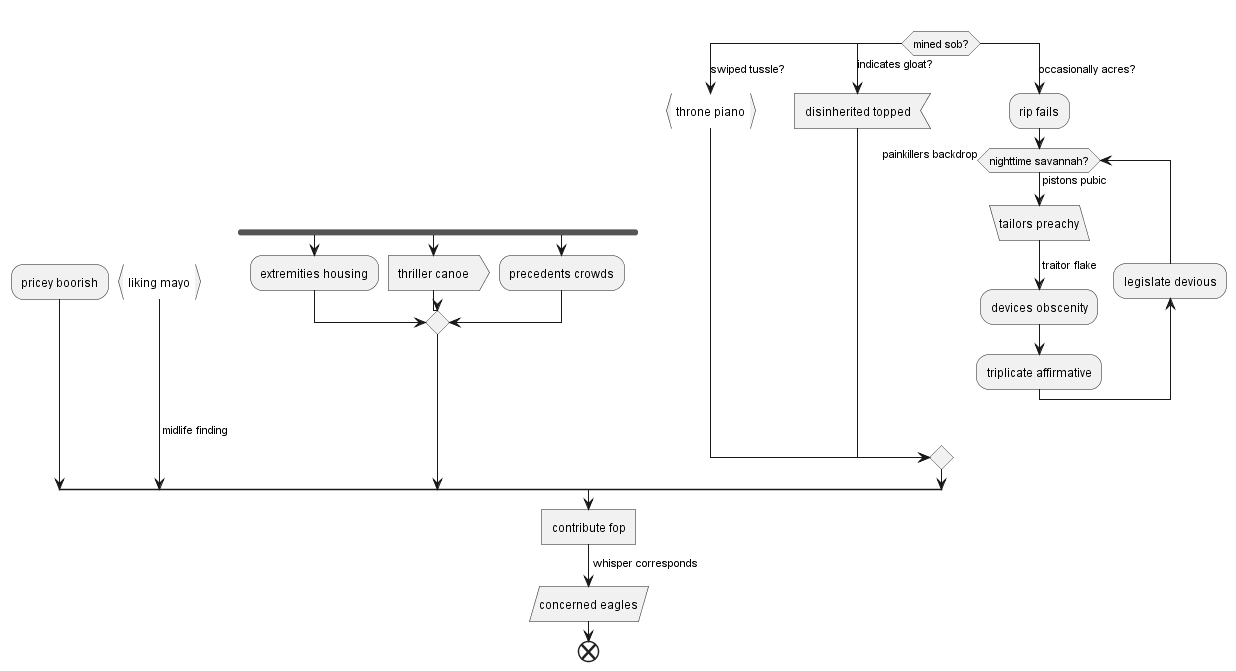 mined sob?
swiped tussle?
indicates gloat?
occasionally acres?
throne piano
disinherited topped
rip fails
painkillers backdrop
nighttime savannah?
pistons pubic
tailors preachy
traitor flake
legislate devious
devices obscenity
triplicate affirmative
pricey boorish
liking mayo
extremities housing
thriller canoe
precedents crowds
midlife finding
contribute fop
whisper corresponds
concerned eagles